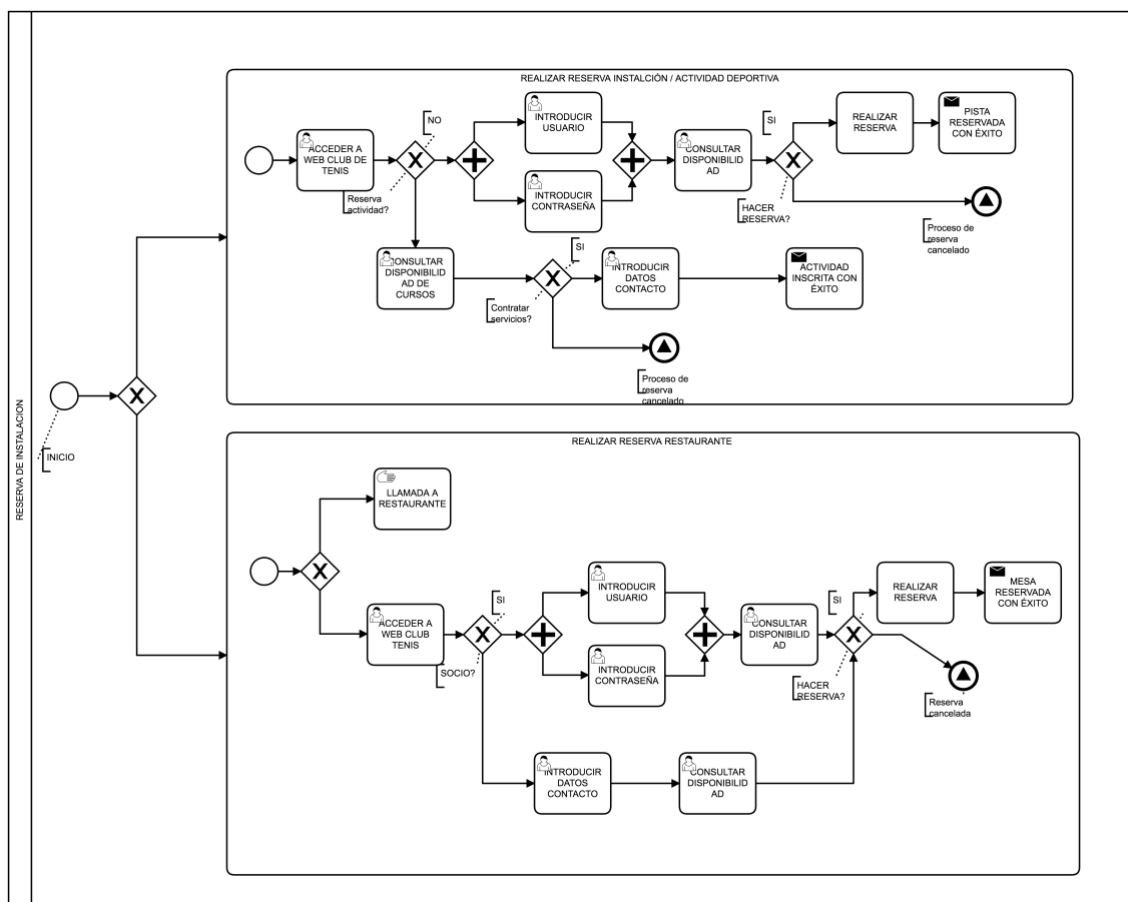 RESERVA DE INSTALACION
INICIO
REALIZAR RESERVA INSTALCIÓN / ACTIVIDAD DEPORTIVA
ACCEDER A
WEB CLUB DE
TENIS
Reserva
actividad?
NO
INTRODUCIR
USUARIO
INTRODUCIR
CONTRASEÑA
CONSULTAR
DISPONIBILID
AD
SI
HACER
RESERVA?
REALIZAR
RESERVA
PISTA
RESERVADA
CON ÉXITO
Proceso de
reserva
cancelado
CONSULTAR
DISPONIBILID
AD DE
CURSOS
Contratar
servicios?
SI
INTRODUCIR
DATOS
CONTACTO
ACTIVIDAD
INSCRITA CON
ÉXITO
Proceso de
reserva
cancelado
REALIZAR RESERVA RESTAURANTE
LLAMADA A
RESTAURANTE
ACCEDER A
WEB CLUB
TENIS
SOCIO?
SI
INTRODUCIR
USUARIO
INTRODUCIR
CONTRASEÑA
CONSULTAR
DISPONIBILID
AD
SI
HACER
RESERVA?
REALIZAR
RESERVA
MESA
RESERVADA
CON ÉXITO
Reserva
cancelada
INTRODUCIR
DATOS
CONTACTO
CONSULTAR
DISPONIBILID
AD